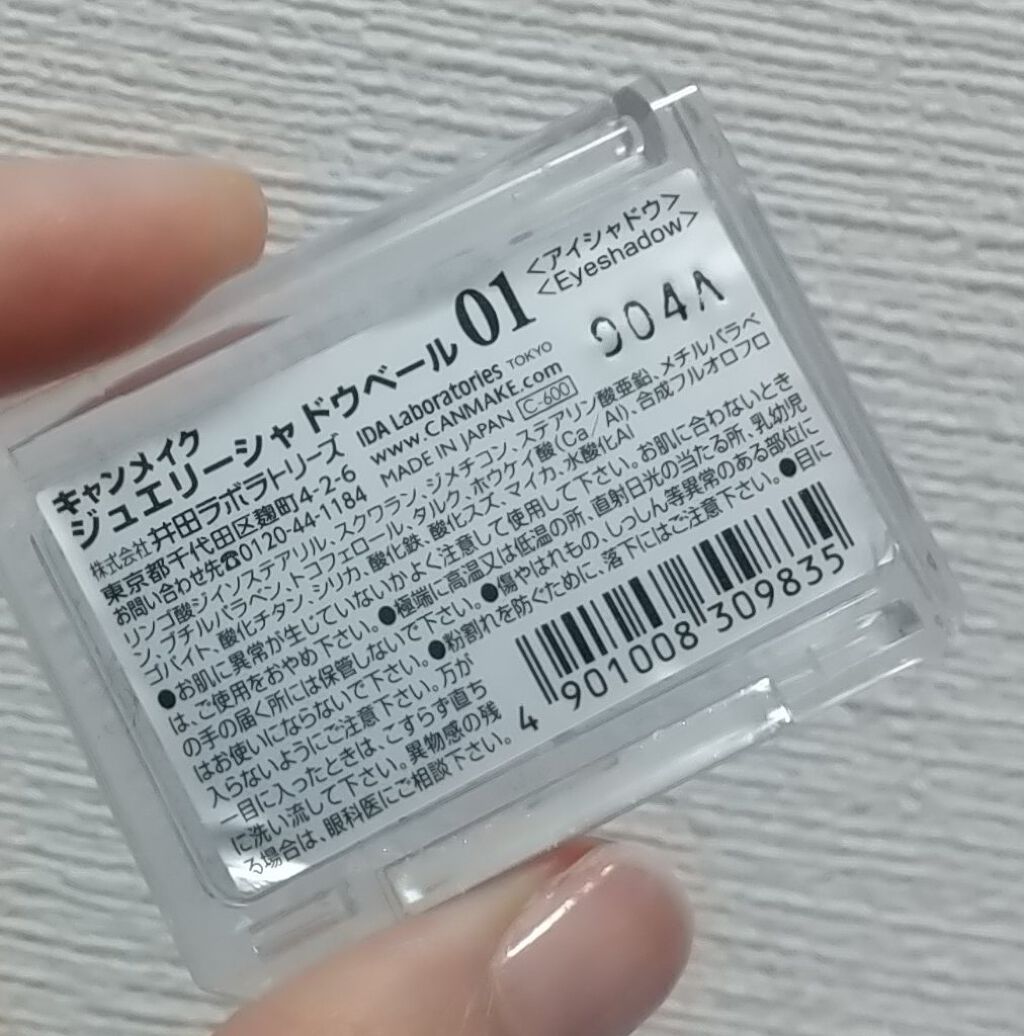 キャンメイク
ジュエリーシャドウベール 01
<アイシャドウ>
<Eyeshadow>
904A
株式会社 井田ラボラトリーズ IDA Laboratories TOKYO
東京都千代田区麹町4-2-6 www.CANMAKE.com
お問い合わせ先☎0120-44-1184 MADE IN JAPAN C-600
リンゴ酸ジイソステアリル、スクワラン、ジメチコン、ステアリン酸亜鉛、メチルパラベ
ン、ブチルパラベン、トコフェロール、タルク、ホウケイ酸(Ca/Al)、合成フルオロフロ
ゴパイト、酸化チタン、シリカ、酸化鉄、酸化スズ、マイカ、水酸化Al
●お肌に異常が生じていないかよく注意して使用して下さい。お肌に合わないとき
は、ご使用をおやめ下さい。●極端に高温又は低温の所、直射日光の当たる所、乳幼児
の手の届く所には保管しないで下さい。●傷やはれもの、しっしん等異常のある部位に
はお使いにならないで下さい。●粉割れを防ぐために、落下にはご注意下さい。●目に
入らないようにご注意下さい。万が
一目に入ったときは、こすらず直ち
に洗い流して下さい。異物感の残
る場合は、眼科医にご相談下さい。
4 901008 309835